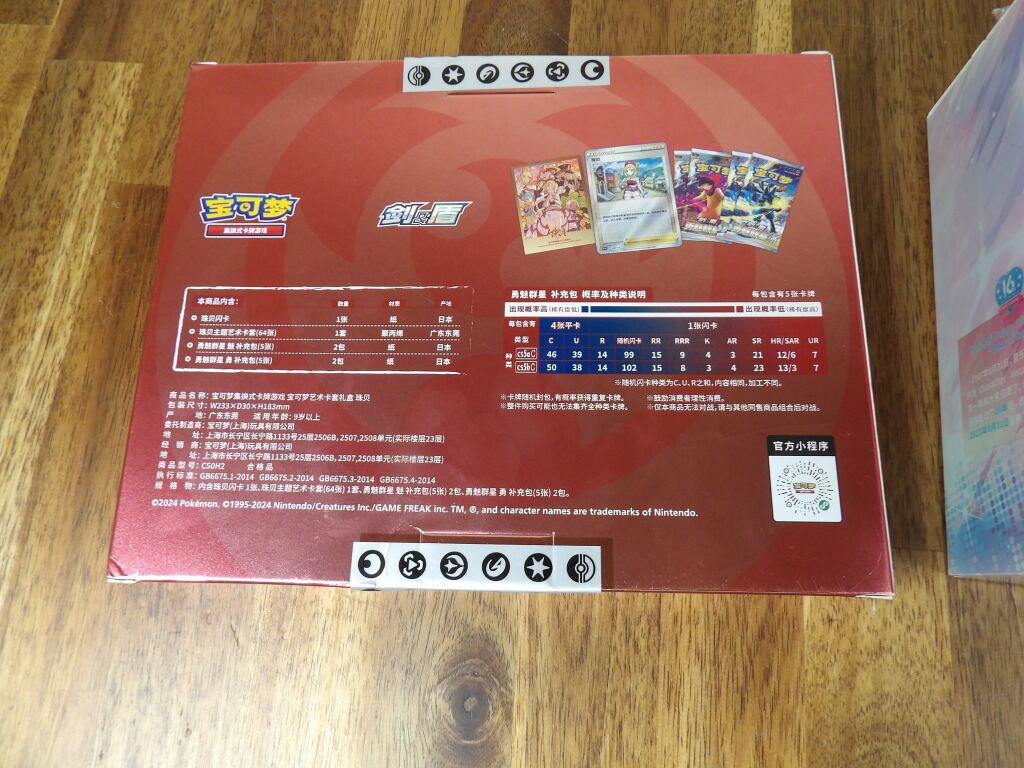 宝可梦
集换式卡牌游戏
剑&盾
珠贝
宝可梦
本商品内含: 数量 材质 产地
珠贝闪卡 1张 纸 日本
珠贝主题艺术卡套(64张) 1套 聚丙烯 广东东莞
勇魅群星 魅 补充包(5张) 2包 纸 日本
勇魅群星 勇 补充包(5张) 2包 纸 日本
勇魅群星 补充包 概率及种类说明 每包含有5张卡牌
出现概率高(稀有度低) 出现概率低(稀有度高)
每包含有 4张平卡 1张闪卡
类型 C U R 随机闪卡 RR RRR K AR SR HR/SAR UR
种类
cs5aC 46 39 14 99 15 9 4 3 21 12/6 7
cs5bC 50 38 14 102 15 8 3 4 23 13/3 7
※随机闪卡种类为C、U、R之和,内容相同,加工不同。
※卡牌随机封包,有概率获得重复卡牌。 ※鼓励消费者理性消费。
※整件购买可能也无法集齐全种类卡牌。 ※仅本商品无法对战,请与其他同售商品组合后对战。
商品名称: 宝可梦集换式卡牌游戏 宝可梦艺术卡套礼盒 珠贝
包装尺寸: W233×D30×H183mm
产地: 广东东莞 适用年龄: 9岁以上
委托制造商: 宝可梦(上海)玩具有限公司
地址: 上海市长宁区长宁路1133号25层2506B, 2507, 2508单元(实际楼层23层)
经销商: 宝可梦(上海)玩具有限公司
地址: 上海市长宁区长宁路1133号25层2506B, 2507, 2508单元(实际楼层23层)
商品型号: CS0H2 合格品
执行标准: GB6675.1-2014 GB6675.2-2014 GB6675.3-2014 GB6675.4-2014
规格: 内含珠贝闪卡 1张、珠贝主题艺术卡套(64张) 1套、勇魅群星 魅 补充包(5张) 2包、勇魅群星 勇 补充包(5张) 2包。
©2024 Pokémon. ©1995-2024 Nintendo/Creatures Inc./GAME FREAK inc. TM, ®, and character names are trademarks of Nintendo.
官方小程序
宝可梦